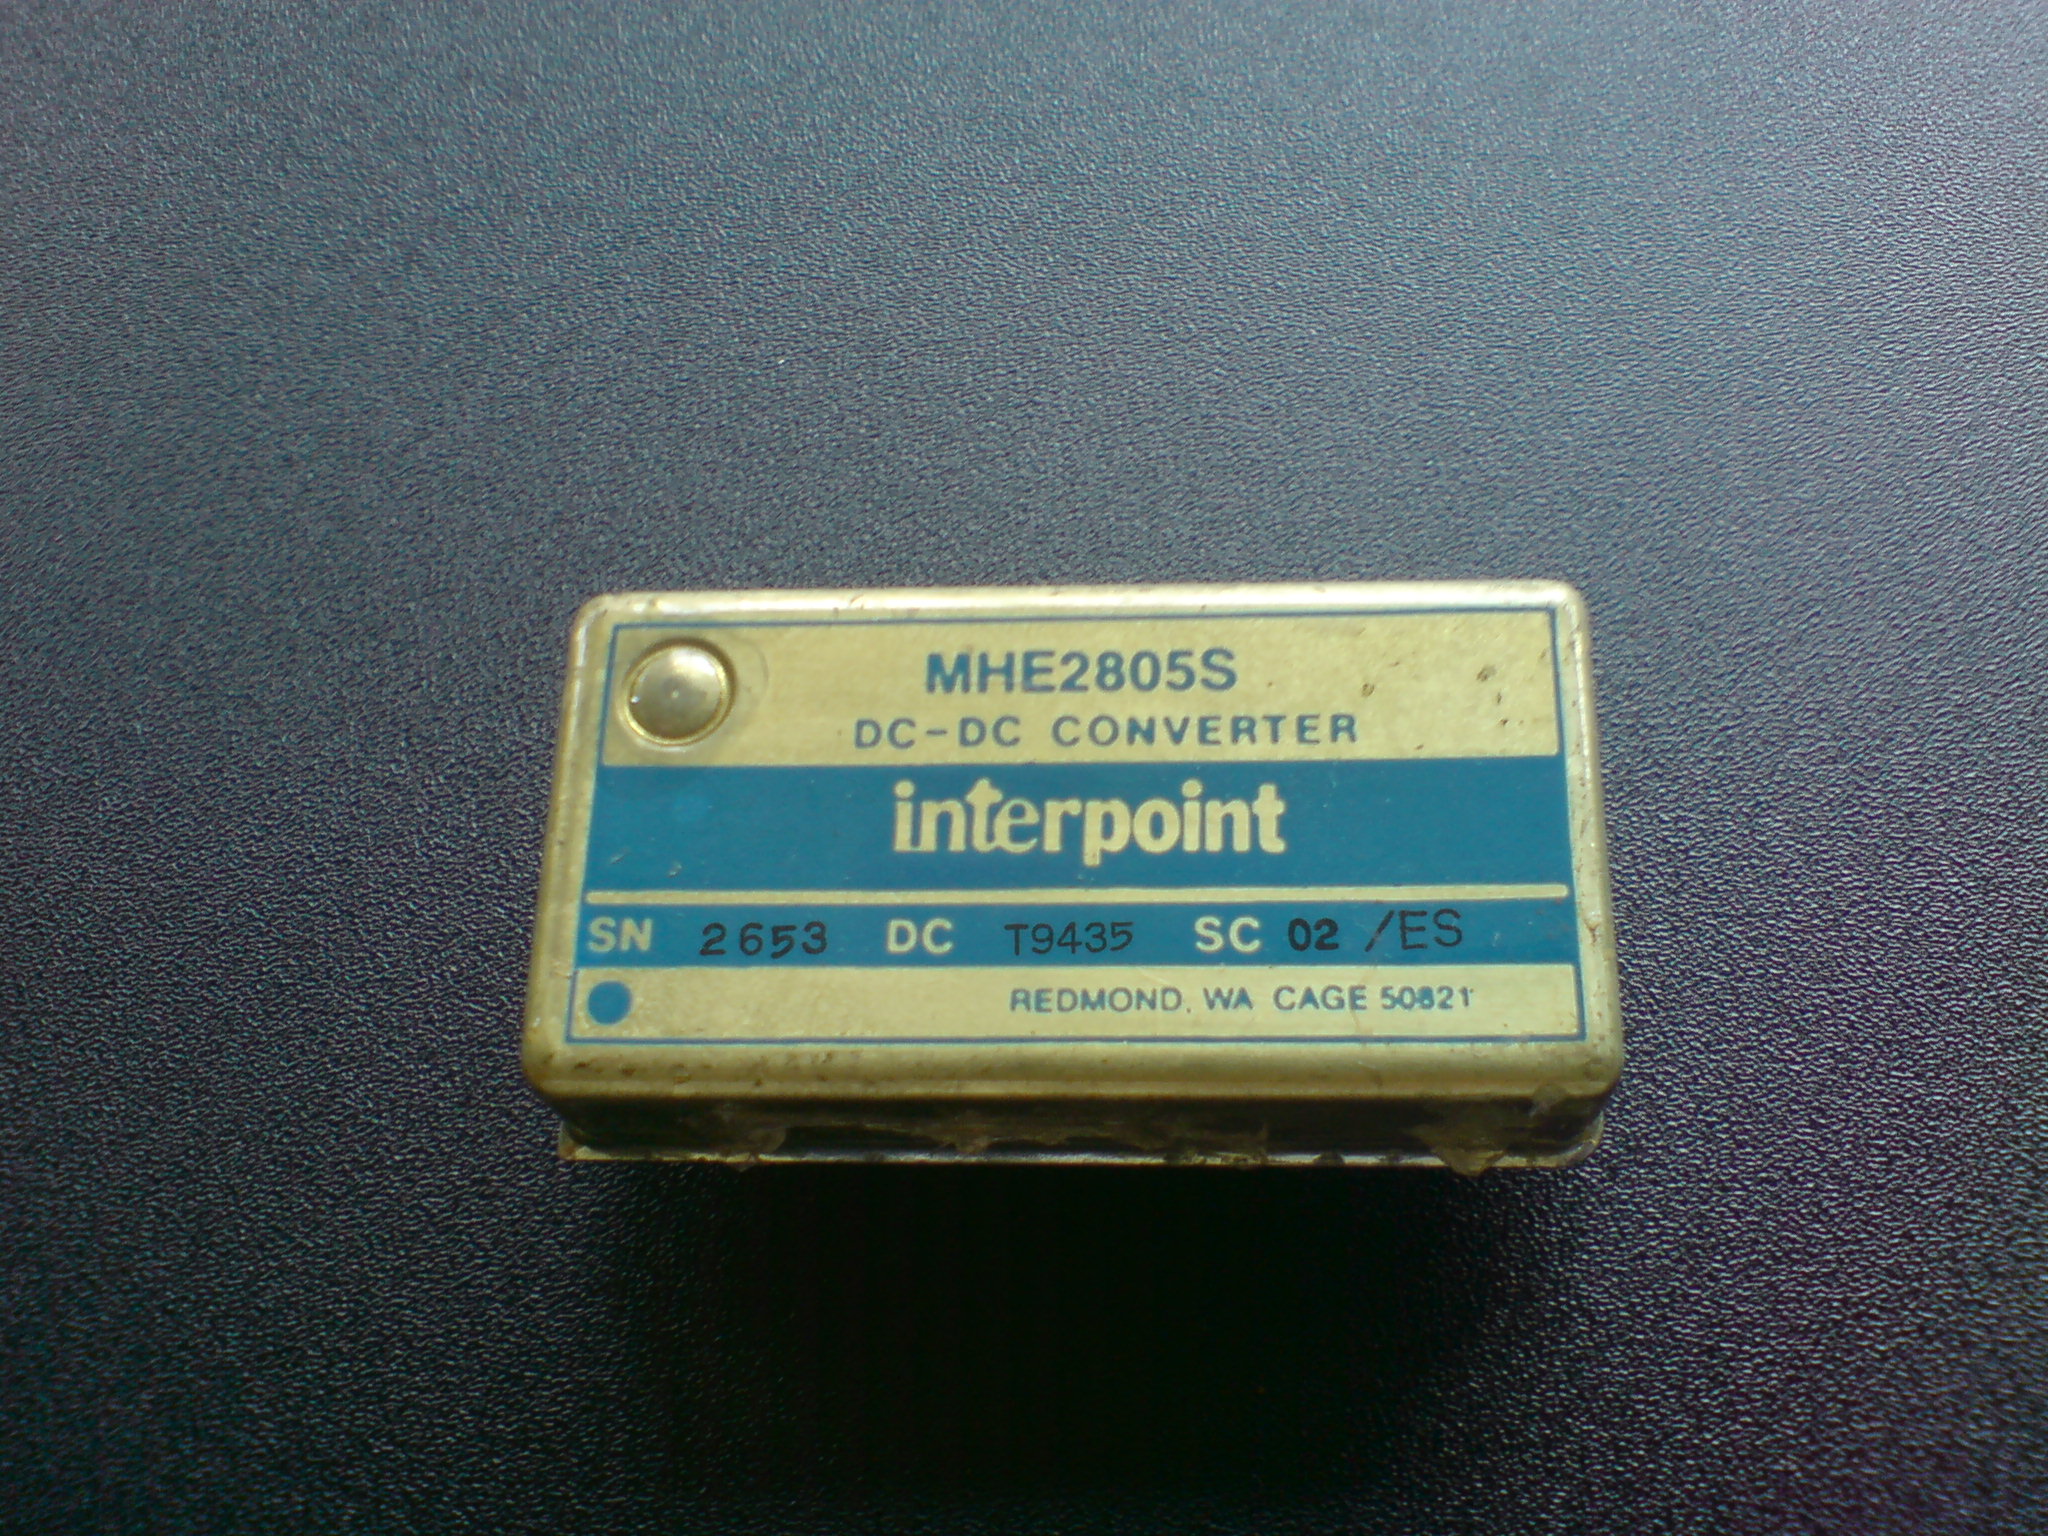 MHE2805S
DC-DC CONVERTER
interpoint
SN 2653 DC T9435 SC 02 /ES
REDMOND, WA CAGE 50821